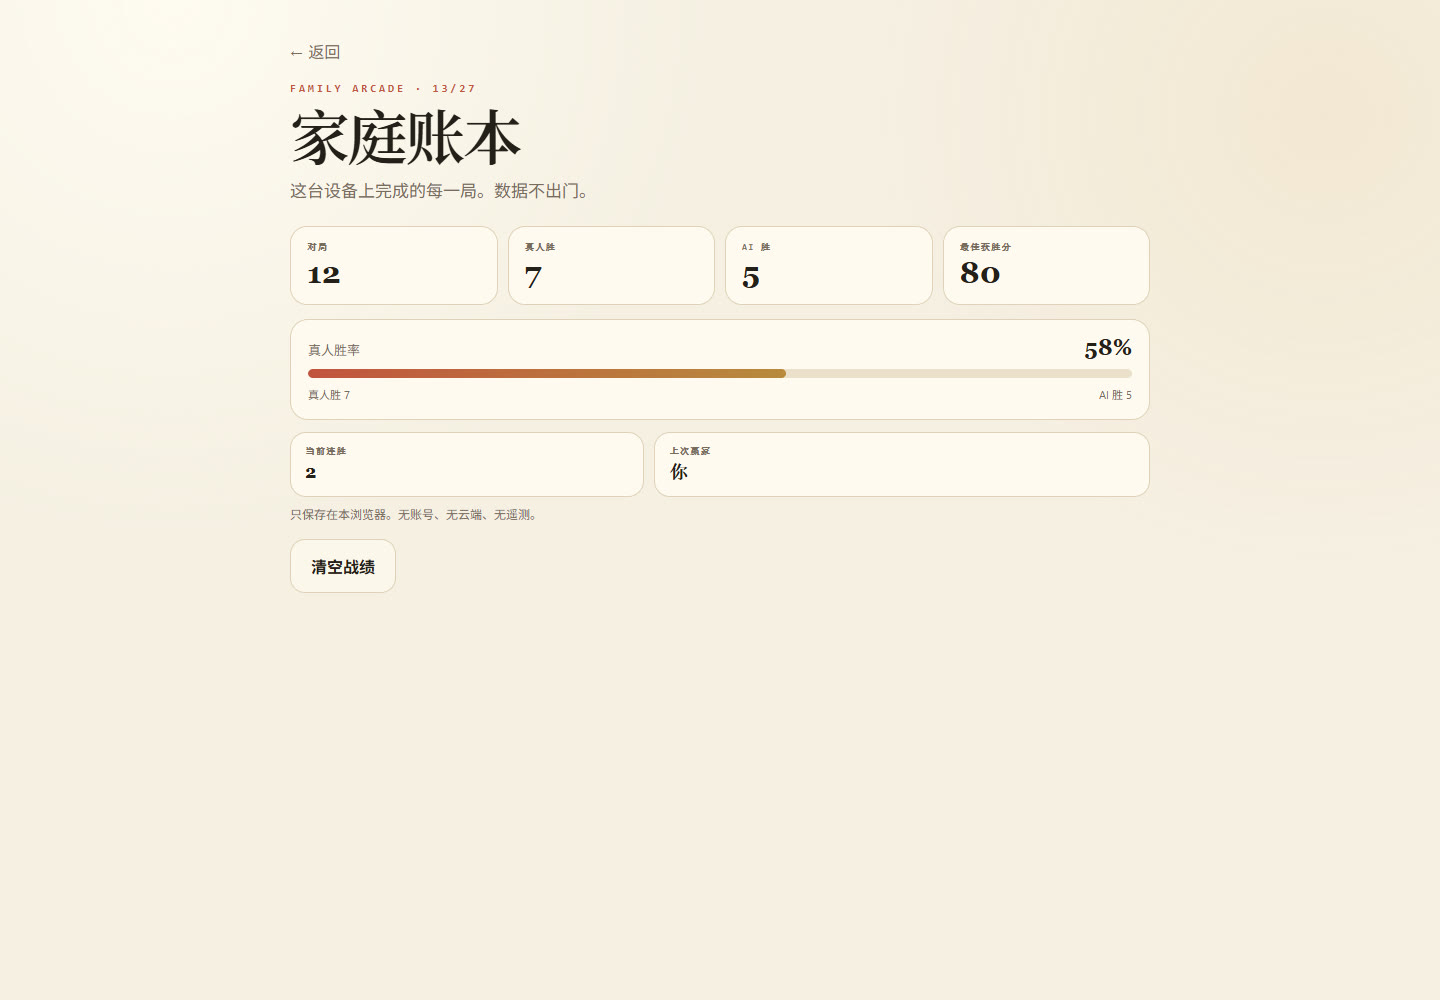 ← 返回
FAMILY ARCADE · 13/27
家庭账本
这台设备上完成的每一局。数据不出门。
对局
12
真人胜
7
AI 胜
5
最佳获胜分
80
真人胜率
58%
真人胜 7
AI 胜 5
当前连胜
2
上次赢家
你
只保存在本浏览器。无账号、无云端、无遥测。
清空战绩